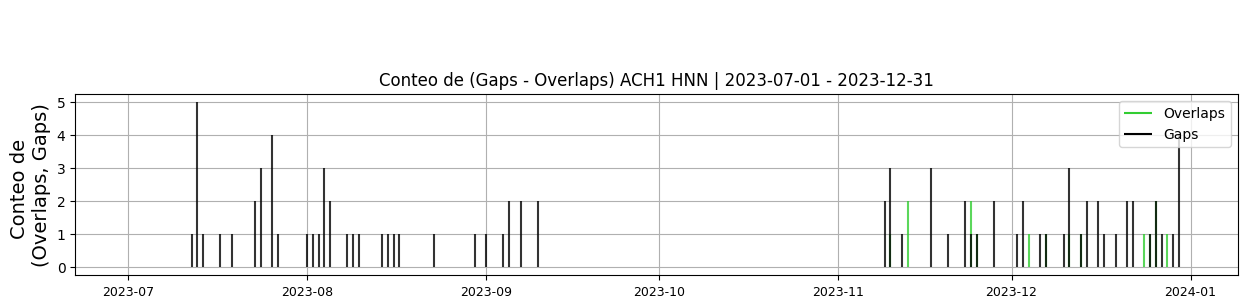 Conteo de (Gaps - Overlaps) ACH1 HNN | 2023-07-01 - 2023-12-31
Conteo de
(Overlaps, Gaps)
5
4
3
2
1
0
Overlaps
Gaps
2023-07
2023-08
2023-09
2023-10
2023-11
2023-12
2024-01